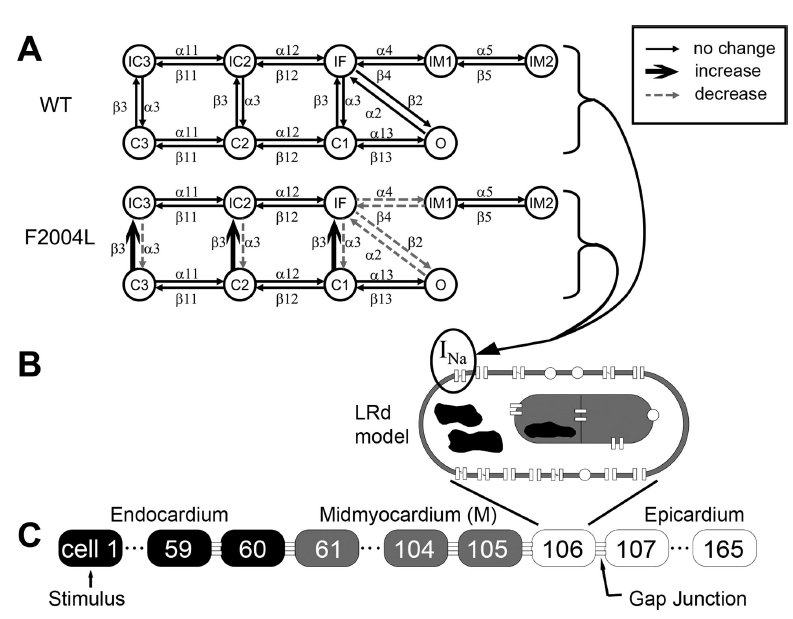 A
IC3 α11 β11 IC2 α12 β12 IF α4 β4 IM1 α5 β5 IM2
WT
β3 α3 β3 α3 β3 α3 α2 β2
C3 α11 β11 C2 α12 β12 C1 α13 β13 O
no change
increase
decrease
IC3 α11 β11 IC2 α12 β12 IF α4 β4 IM1 α5 β5 IM2
F2004L
β3 α3 β3 α3 β3 α3 α2 β2
C3 α11 β11 C2 α12 β12 C1 α13 β13 O
B
INa
LRd
model
C
Endocardium Midmyocardium (M) Epicardium
cell 1 ··· 59 60 61 ··· 104 105 106 107 ··· 165
Stimulus
Gap Junction